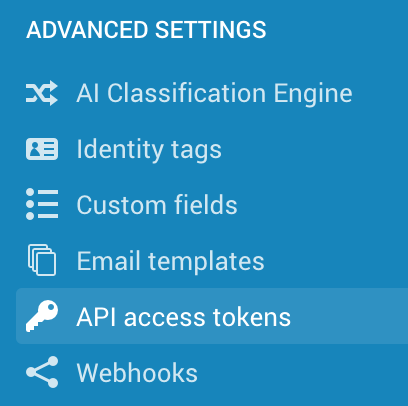 ADVANCED SETTINGS
AI Classification Engine
Identity tags
Custom fields
Email templates
API access tokens
Webhooks